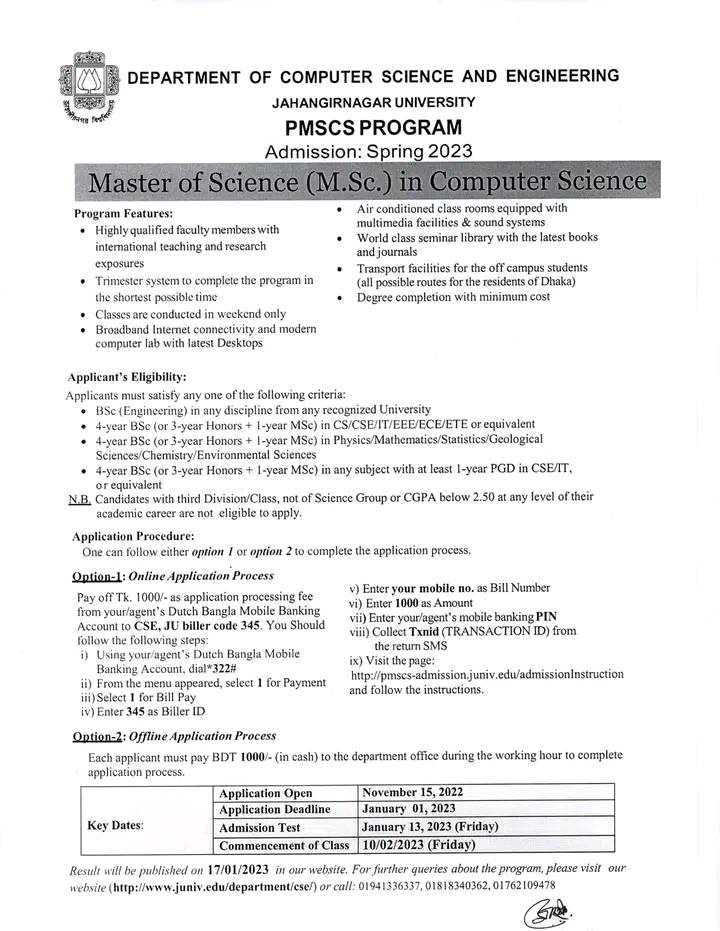 DEPARTMENT OF COMPUTER SCIENCE AND ENGINEERING
JAHANGIRNAGAR UNIVERSITY
PMSCS PROGRAM
Admission: Spring 2023
Master of Science (M.Sc.) in Computer Science
Program Features:
• Highly qualified faculty members with
international teaching and research
exposures
• Trimester system to complete the program in
the shortest possible time
• Classes are conducted in weekend only
• Broadband Internet connectivity and modern
computer lab with latest Desktops
• Air conditioned class rooms equipped with
multimedia facilities & sound systems
• World class seminar library with the latest books
and journals
• Transport facilities for the off campus students
(all possible routes for the residents of Dhaka)
• Degree completion with minimum cost
Applicant's Eligibility:
Applicants must satisfy any one of the following criteria:
• BSc (Engineering) in any discipline from any recognized University
• 4-year BSc (or 3-year Honors + 1-year MSc) in CS/CSE/IT/EEE/ECE/ETE or equivalent
• 4-year BSc (or 3-year Honors + 1-year MSc) in Physics/Mathematics/Statistics/Geological
Sciences/Chemistry/Environmental Sciences
• 4-year BSc (or 3-year Honors + 1-year MSc) in any subject with at least 1-year PGD in CSE/IT,
or equivalent
N.B. Candidates with third Division/Class, not of Science Group or CGPA below 2.50 at any level of their
academic career are not eligible to apply.
Application Procedure:
One can follow either option 1 or option 2 to complete the application process.
Option-1: Online Application Process
Pay off Tk. 1000/- as application processing fee
from your/agent's Dutch Bangla Mobile Banking
Account to CSE, JU biller code 345. You Should
follow the following steps:
i) Using your/agent's Dutch Bangla Mobile
Banking Account, dial*322#
ii) From the menu appeared, select 1 for Payment
iii) Select 1 for Bill Pay
iv) Enter 345 as Biller ID
v) Enter your mobile no. as Bill Number
vi) Enter 1000 as Amount
vii) Enter your/agent's mobile banking PIN
viii) Collect Txnid (TRANSACTION ID) from
the return SMS
ix) Visit the page:
http://pmscs-admission.juniv.edu/admissionInstruction
and follow the instructions.
Option-2: Offline Application Process
Each applicant must pay BDT 1000/- (in cash) to the department office during the working hour to complete
application process.
Key Dates:
Application Open November 15, 2022
Application Deadline January 01, 2023
Admission Test January 13, 2023 (Friday)
Commencement of Class 10/02/2023 (Friday)
Result will be published on 17/01/2023 in our website. For further queries about the program, please visit our
website (http://www.juniv.edu/department/cse/) or call: 01941336337, 01818340362, 01762109478